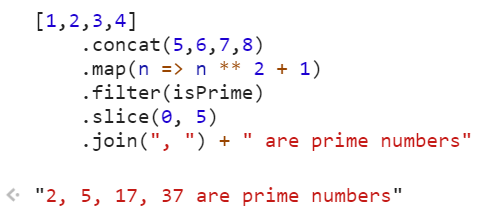 [1,2,3,4]
    .concat(5,6,7,8)
    .map(n => n ** 2 + 1)
    .filter(isPrime)
    .slice(0, 5)
    .join(", ") + " are prime numbers"
"2, 5, 17, 37 are prime numbers"